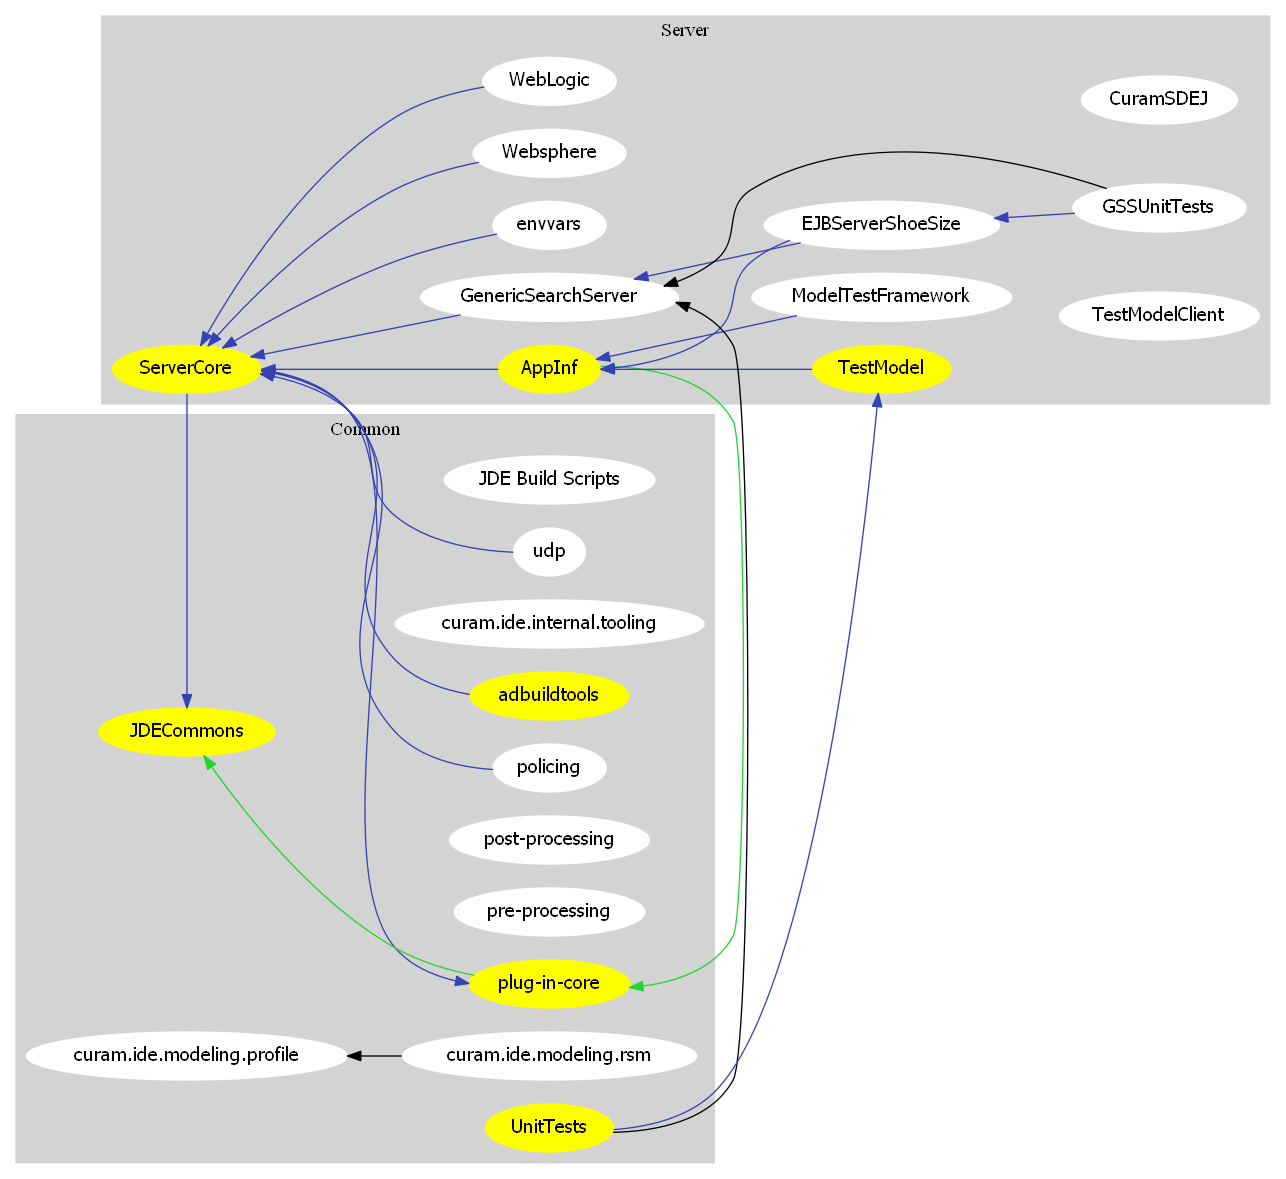 Server
WebLogic
CuramSDEJ
Websphere
GSSUnitTests
envvars
EJBServerShoeSize
GenericSearchServer
ModelTestFramework
TestModelClient
ServerCore
AppInf
TestModel
Common
JDE Build Scripts
udp
curam.ide.internal.tooling
adbuildtools
JDECommons
policing
post-processing
pre-processing
plug-in-core
curam.ide.modeling.profile
curam.ide.modeling.rsm
UnitTests